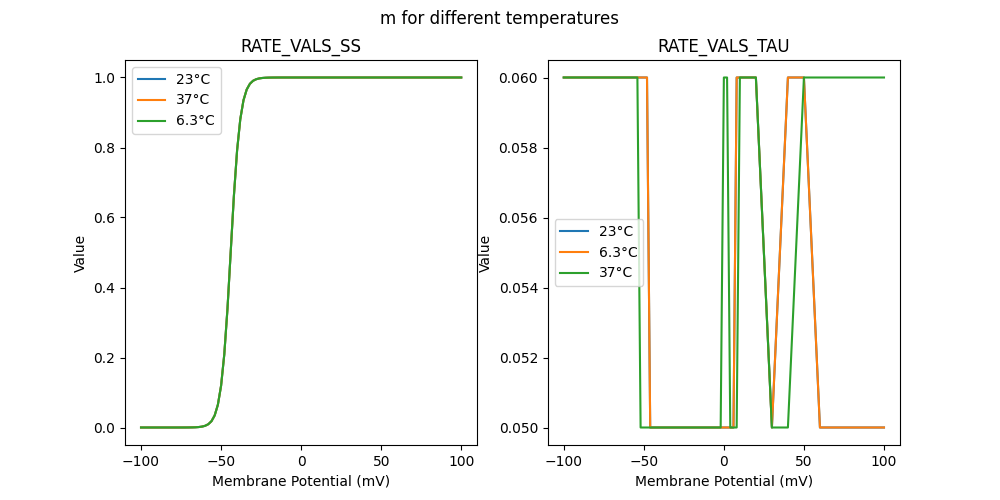 m for different temperatures
RATE_VALS_SS
1.0
0.8
0.6
0.4
0.2
0.0
Value
23°C
37°C
6.3°C
−100
−50
0
50
100
Membrane Potential (mV)
RATE_VALS_TAU
0.060
0.058
0.056
0.054
0.052
0.050
Value
23°C
6.3°C
37°C
−100
−50
0
50
100
Membrane Potential (mV)